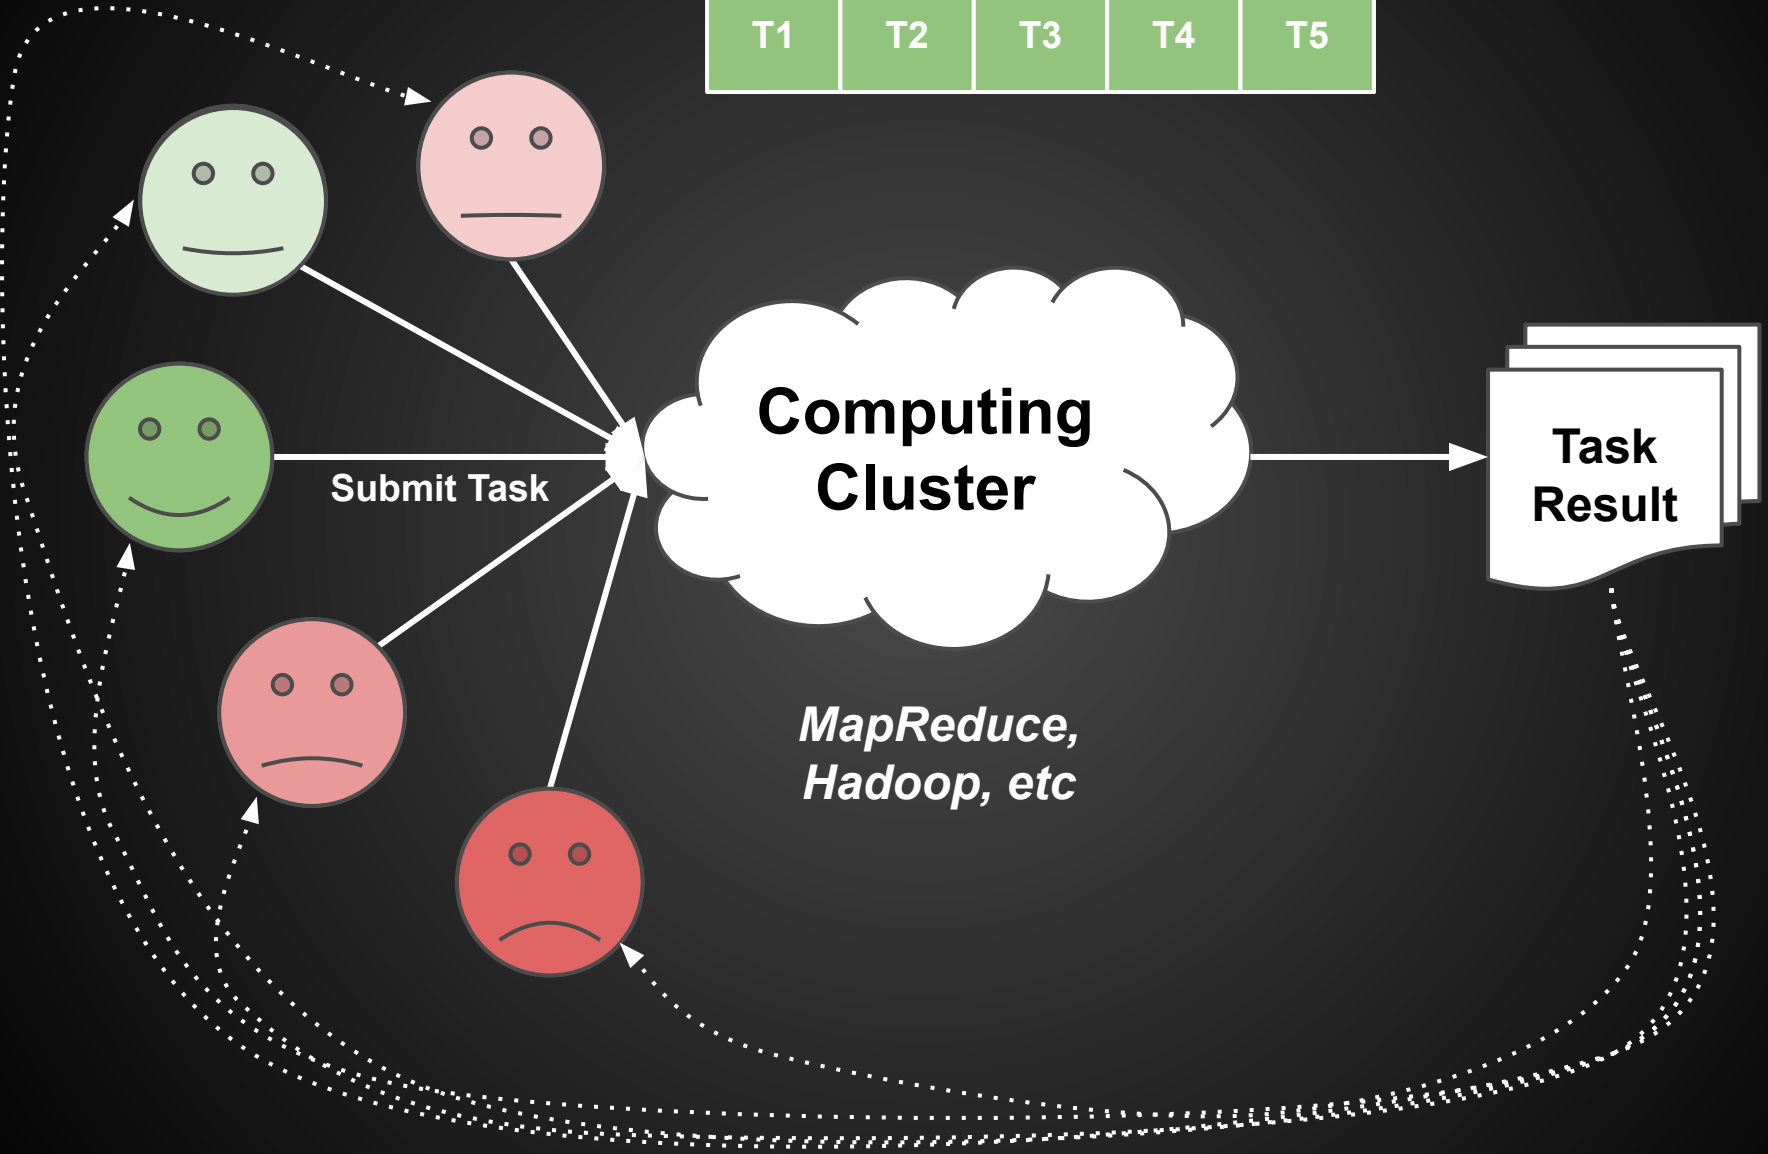 T1 T2 T3 T4 T5
Computing
Cluster
Submit Task
Task
Result
MapReduce,
Hadoop, etc